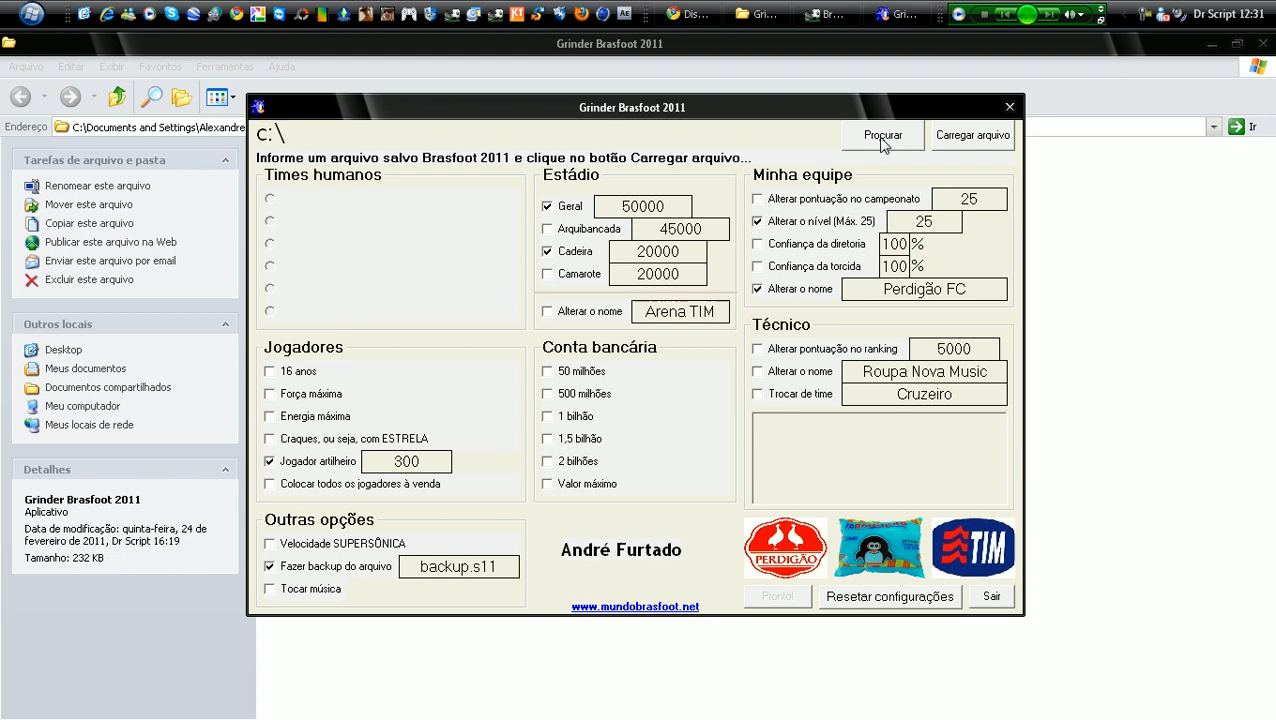 Dis...
Gri...
Br...
Gri...
Dr Script 12:31
Grinder Brasfoot 2011
Arquivo Editar Exibir Favoritos Ferramentas Ajuda
Endereço C:\Documents and Settings\Alexandre
Ir
Tarefas de arquivo e pasta
Renomear este arquivo
Mover este arquivo
Copiar este arquivo
Publicar este arquivo na Web
Enviar este arquivo por email
Excluir este arquivo
Outros locais
Desktop
Meus documentos
Documentos compartilhados
Meu computador
Meus locais de rede
Detalhes
Grinder Brasfoot 2011
Aplicativo
Data de modificação: quinta-feira, 24 de
fevereiro de 2011, Dr Script 16:19
Tamanho: 232 KB
Grinder Brasfoot 2011
c:\
Procurar
Carregar arquivo
Informe um arquivo salvo Brasfoot 2011 e clique no botão Carregar arquivo...
Times humanos
Jogadores
16 anos
Força máxima
Energia máxima
Craques, ou seja, com ESTRELA
Jogador artilheiro 300
Colocar todos os jogadores à venda
Outras opções
Velocidade SUPERSÔNICA
Fazer backup do arquivo backup.s11
Tocar música
Estádio
Geral 50000
Arquibancada 45000
Cadeira 20000
Camarote 20000
Alterar o nome Arena TIM
Conta bancária
50 milhões
500 milhões
1 bilhão
1,5 bilhão
2 bilhões
Valor máximo
André Furtado
www.mundobrasfoot.net
Minha equipe
Alterar pontuação no campeonato 25
Alterar o nível (Máx. 25) 25
Confiança da diretoria 100 %
Confiança da torcida 100 %
Alterar o nome Perdigão FC
Técnico
Alterar pontuação no ranking 5000
Alterar o nome Roupa Nova Music
Trocar de time Cruzeiro
PERDIGÃO
TIM
Pronto!
Resetar configurações
Sair